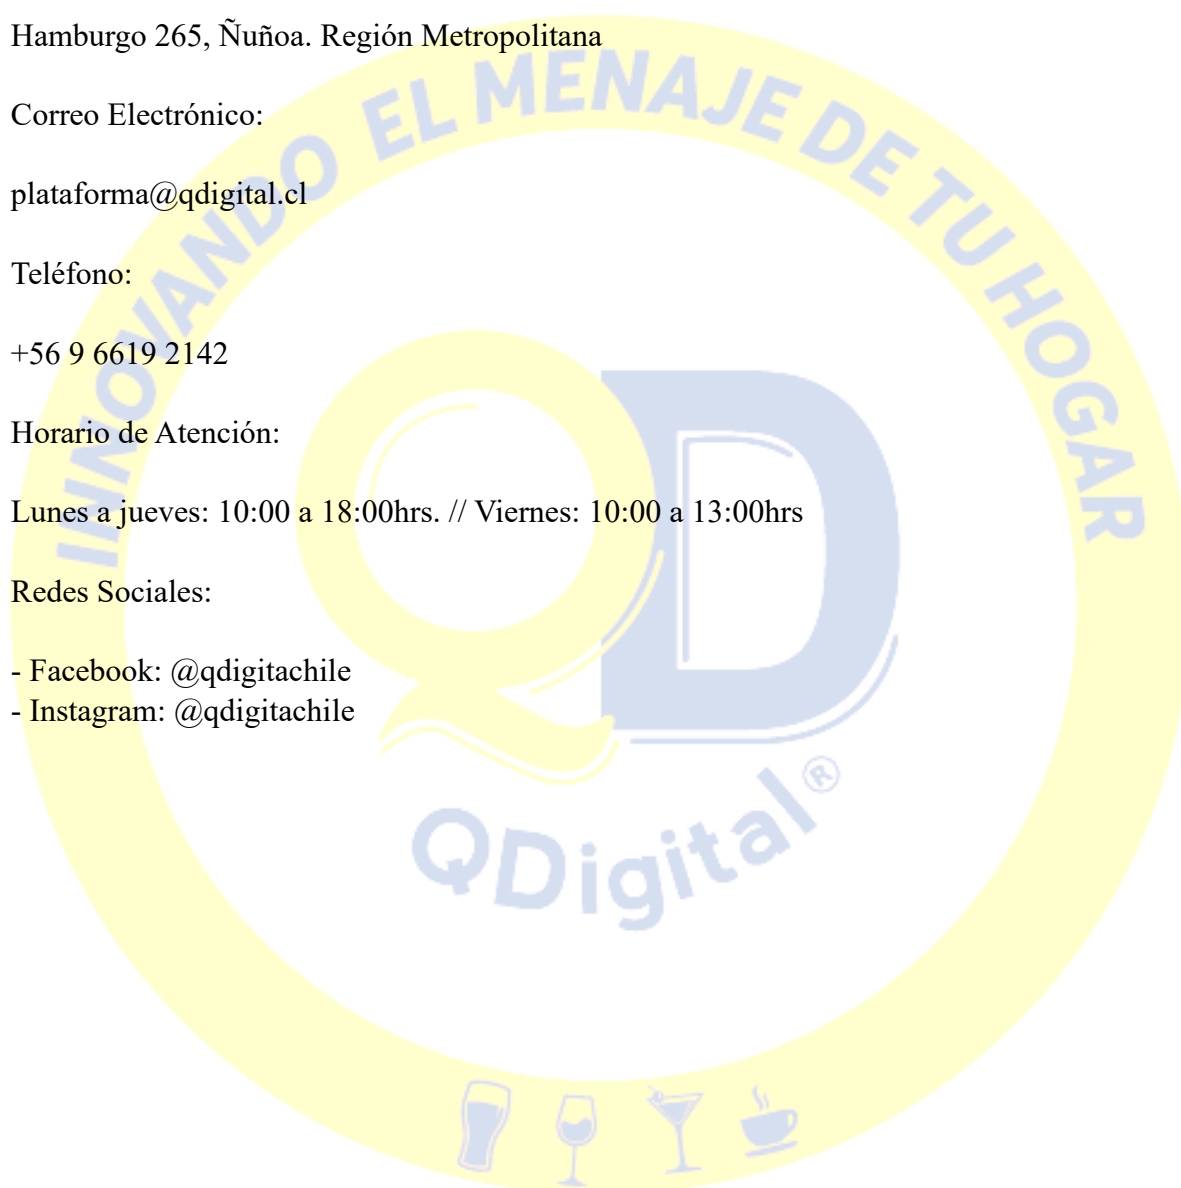 Hamburgo 265, Ñuñoa. Región Metropolitana
Correo Electrónico:
plataforma@qdigital.cl
Teléfono:
+56 9 6619 2142
Horario de Atención:
Lunes a jueves: 10:00 a 18:00hrs. // Viernes: 10:00 a 13:00hrs
Redes Sociales:
- Facebook: @qdigitachile
- Instagram: @qdigitachile
INNOVANDO EL MENAJE DE TU HOGAR
QD
QDigital®